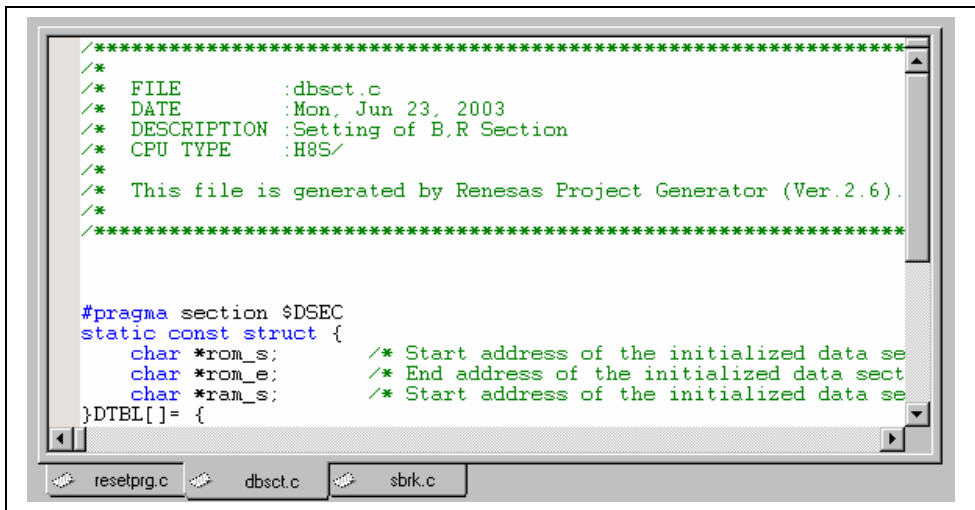 /*****************************************************************
/*
/*  FILE        :dbsct.c
/*  DATE        :Mon, Jun 23, 2003
/*  DESCRIPTION :Setting of B,R Section
/*  CPU TYPE    :H8S/
/*
/*  This file is generated by Renesas Project Generator (Ver.2.6).
/*
/*****************************************************************
#pragma section $DSEC
static const struct {
    char *rom_s;       /* Start address of the initialized data se
    char *rom_e;       /* End address of the initialized data sect
    char *ram_s;       /* Start address of the initialized data se
}DTBL[]= {
resetprg.c dbsct.c sbrk.c